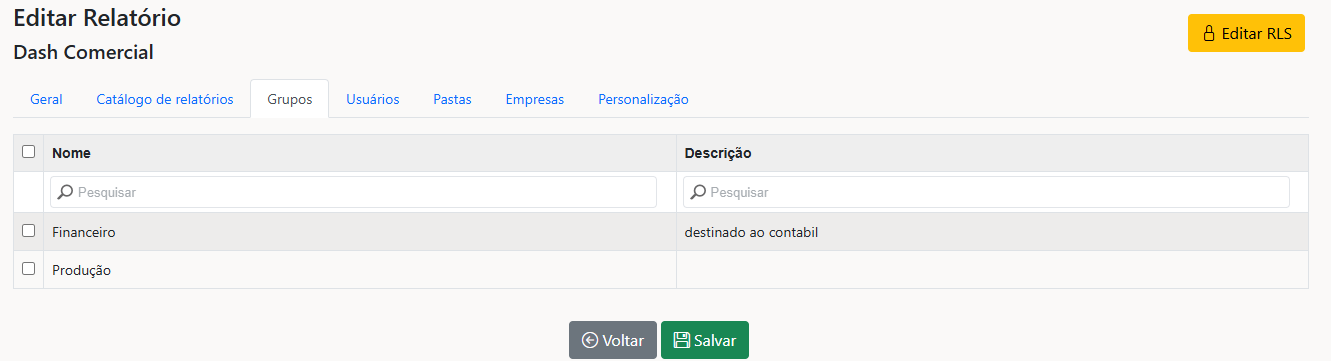 Editar Relatório
Editar RLS
Dash Comercial
Geral Catálogo de relatórios Grupos Usuários Pastas Empresas Personalização
Nome Descrição
Pesquisar Pesquisar
Financeiro destinado ao contabil
Produção
Voltar Salvar